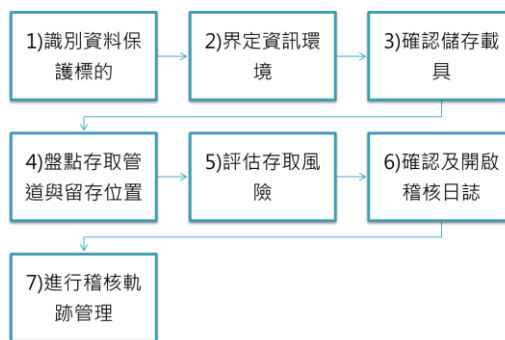 1)識別資料保
護標的
2)界定資訊環
境
3)確認儲存載
具
4)盤點存取管
道與留存位置
5)評估存取風
險
6)確認及開啟
稽核日誌
7)進行稽核軌
跡管理